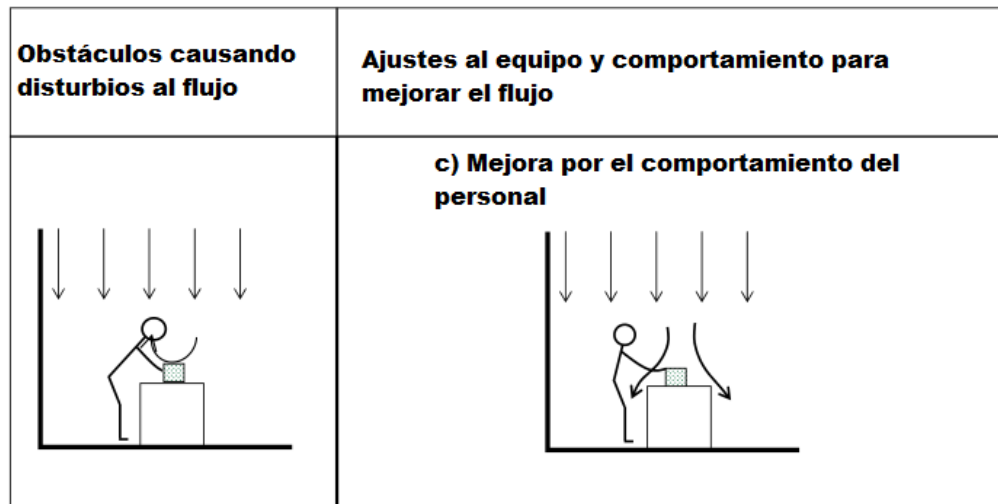 Obstáculos causando
disturbios al flujo
Ajustes al equipo y comportamiento para
mejorar el flujo
c) Mejora por el comportamiento del
personal